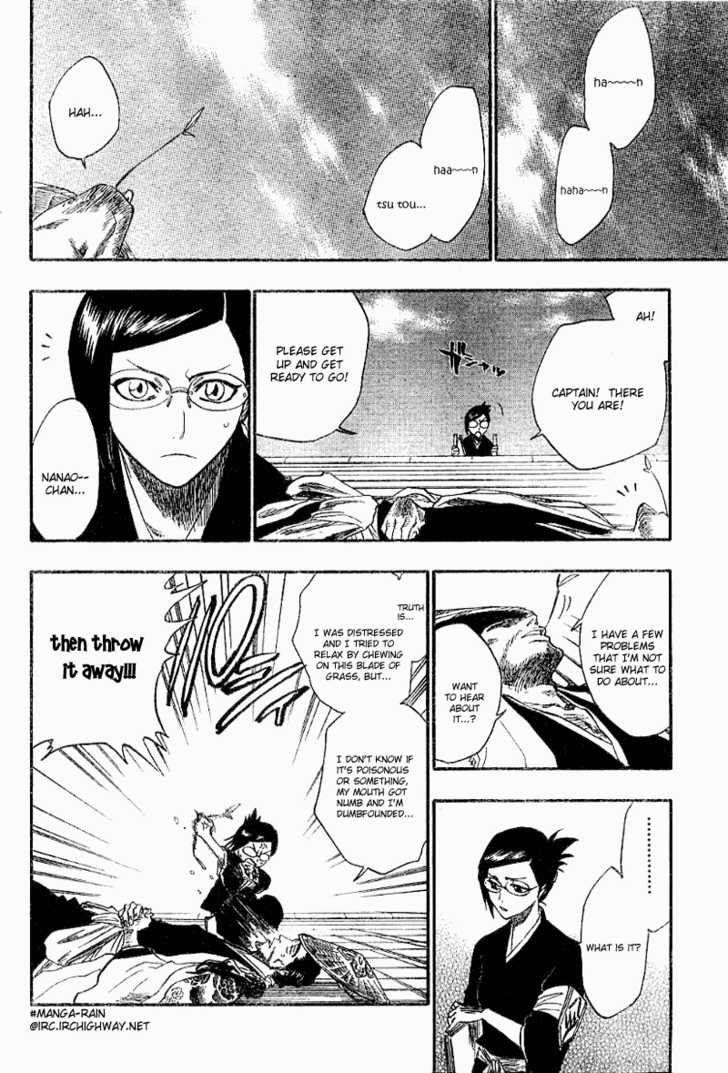 ha~~~n
haha~~~n
haa~~~n
tsu tou...
HAH...
AH!
CAPTAIN! THERE
YOU ARE!
PLEASE GET
UP AND GET
READY TO GO!
NANAO--
CHAN...
I HAVE A FEW
PROBLEMS
THAT I'M NOT
SURE WHAT TO
DO ABOUT...
WANT
TO HEAR
ABOUT
IT...?
.........
WHAT IS IT?
TRUTH
IS...
I WAS DISTRESSED
AND I TRIED TO
RELAX BY CHEWING
ON THIS BLADE OF
GRASS, BUT...
I DON'T KNOW IF
IT'S POISONOUS
OR SOMETHING,
MY MOUTH GOT
NUMB AND I'M
DUMBFOUNDED...
then throw
it away!!!
#MANGA-RAIN
@IRC.IRCHIGHWAY.NET